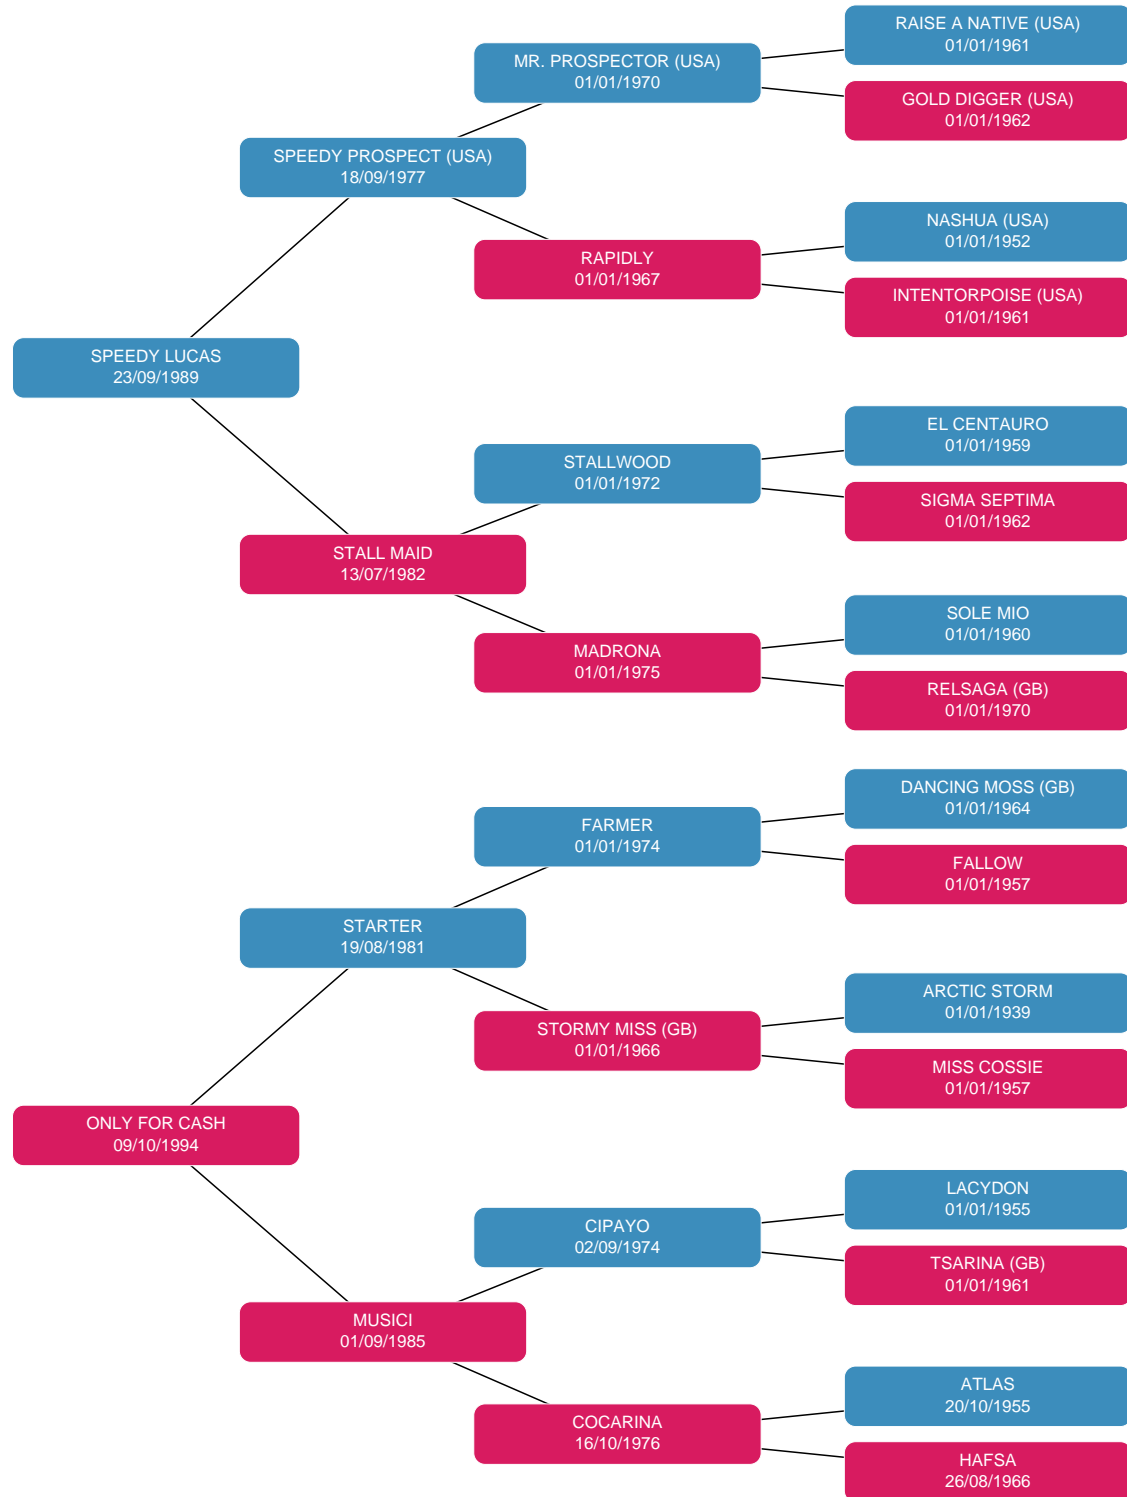 RAISE A NATIVE (USA)
01/01/1961
MR. PROSPECTOR (USA)
01/01/1970
GOLD DIGGER (USA)
01/01/1962
SPEEDY PROSPECT (USA)
18/09/1977
NASHUA (USA)
01/01/1952
RAPIDLY
01/01/1967
INTENTORPOISE (USA)
01/01/1961
SPEEDY LUCAS
23/09/1989
EL CENTAURO
01/01/1959
STALLWOOD
01/01/1972
SIGMA SEPTIMA
01/01/1962
STALL MAID
13/07/1982
SOLE MIO
01/01/1960
MADRONA
01/01/1975
RELSAGA (GB)
01/01/1970
DANCING MOSS (GB)
01/01/1964
FARMER
01/01/1974
FALLOW
01/01/1957
STARTER
19/08/1981
ARCTIC STORM
01/01/1939
STORMY MISS (GB)
01/01/1966
MISS COSSIE
01/01/1957
ONLY FOR CASH
09/10/1994
LACYDON
01/01/1955
CIPAYO
02/09/1974
TSARINA (GB)
01/01/1961
MUSICI
01/09/1985
ATLAS
20/10/1955
COCARINA
16/10/1976
HAFSA
26/08/1966